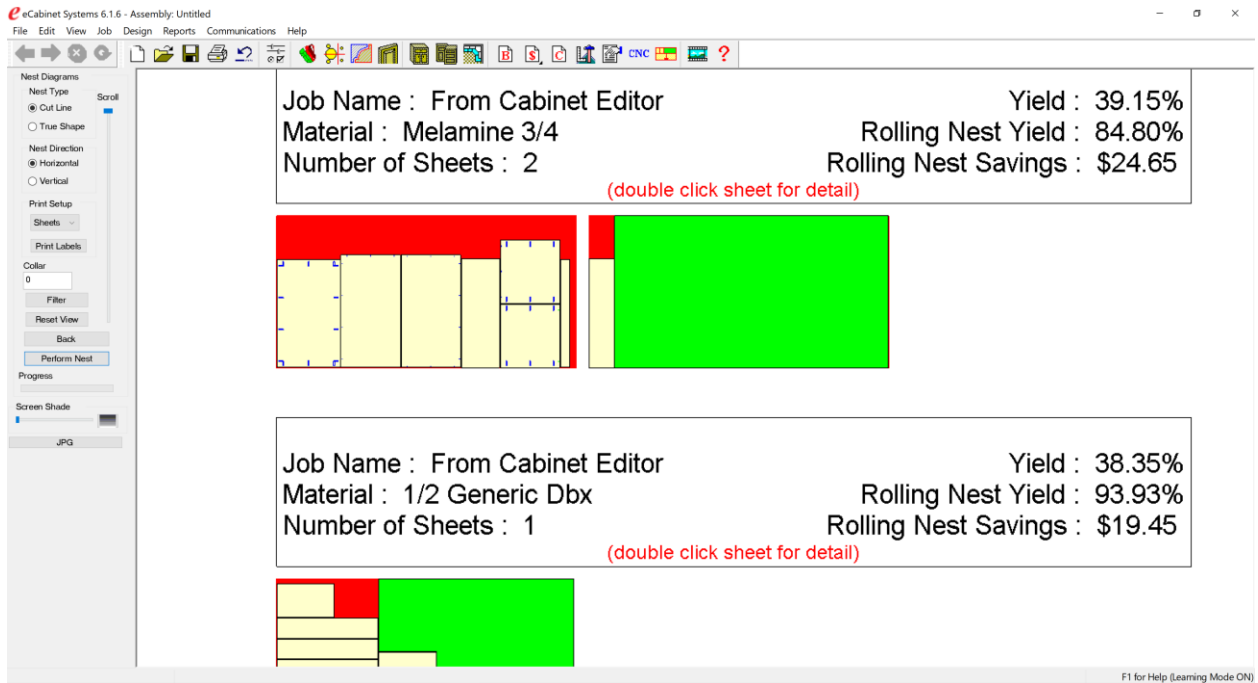 eCabinet Systems 6.1.6 - Assembly: Untitled
File Edit View Job Design Reports Communications Help
B $ C CNC ?
Nest Diagrams
Nest Type
Scroll
Cut Line
True Shape
Nest Direction
Horizontal
Vertical
Print Setup
Sheets
Print Labels
Collar
0
Filter
Reset View
Back
Perform Nest
Progress
Screen Shade
JPG
Job Name : From Cabinet Editor Yield : 39.15%
Material : Melamine 3/4 Rolling Nest Yield : 84.80%
Number of Sheets : 2 Rolling Nest Savings : $24.65
(double click sheet for detail)
Job Name : From Cabinet Editor Yield : 38.35%
Material : 1/2 Generic Dbx Rolling Nest Yield : 93.93%
Number of Sheets : 1 Rolling Nest Savings : $19.45
(double click sheet for detail)
F1 for Help (Learning Mode ON)